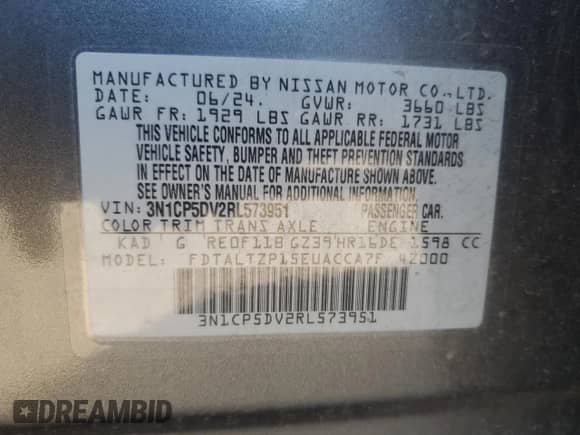 MANUFACTURED BY NISSAN MOTOR CO., LTD.
DATE: 06/24. GVWR: 3660 LBS
GAWR FR: 1929 LBS GAWR RR: 1731 LBS
THIS VEHICLE CONFORMS TO ALL APPLICABLE FEDERAL MOTOR
VEHICLE SAFETY, BUMPER AND THEFT PREVENTION STANDARDS
IN EFFECT ON THE DATE OF MANUFACTURE SHOWN ABOVE.
SEE OWNER'S MANUAL FOR ADDITIONAL INFORMATION.
VIN: 3N1CP5DV2RL573951 PASSENGER CAR.
COLOR TRIM TRANS AXLE ENGINE
KAD G RE0F11B GZ39 HR16DE 1598 CC
MODEL: FDTALTZP15EUACCA7F 42000
3N1CP5DV2RL573951
DREAMBID